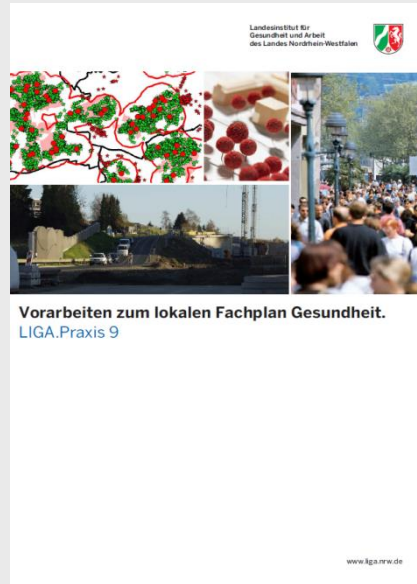 Landesinstitut für
Gesundheit und Arbeit
des Landes Nordrhein-Westfalen
Vorarbeiten zum lokalen Fachplan Gesundheit.
LIGA.Praxis 9
www.liga.nrw.de